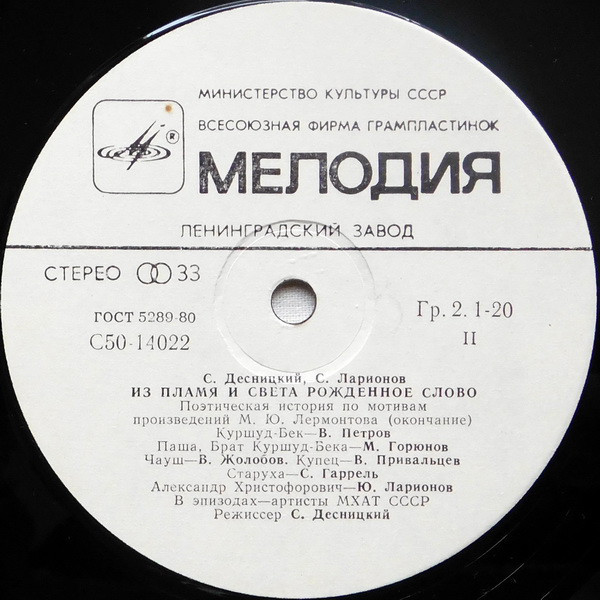 МИНИСТЕРСТВО КУЛЬТУРЫ СССР
ВСЕСОЮЗНАЯ ФИРМА ГРАМПЛАСТИНОК
®
МЕЛОДИЯ
ЛЕНИНГРАДСКИЙ ЗАВОД
СТЕРЕО 33
ГОСТ 5289-80
Гр. 2. 1-20
С50-14022
II
С. Десницкий, С. Ларионов
ИЗ ПЛАМЯ И СВЕТА РОЖДЕННОЕ СЛОВО
Поэтическая история по мотивам
произведений М. Ю. Лермонтова (окончание)
Куршуд-Бек—В. Петров
Паша, Брат Куршуд-Бека—М. Горюнов
Чауш—В. Жолобов. Купец—В. Привальцев
Старуха—С. Гаррель
Александр Христофорович—Ю. Ларионов
В эпизодах—артисты МХАТ СССР
Режиссер С. Десницкий